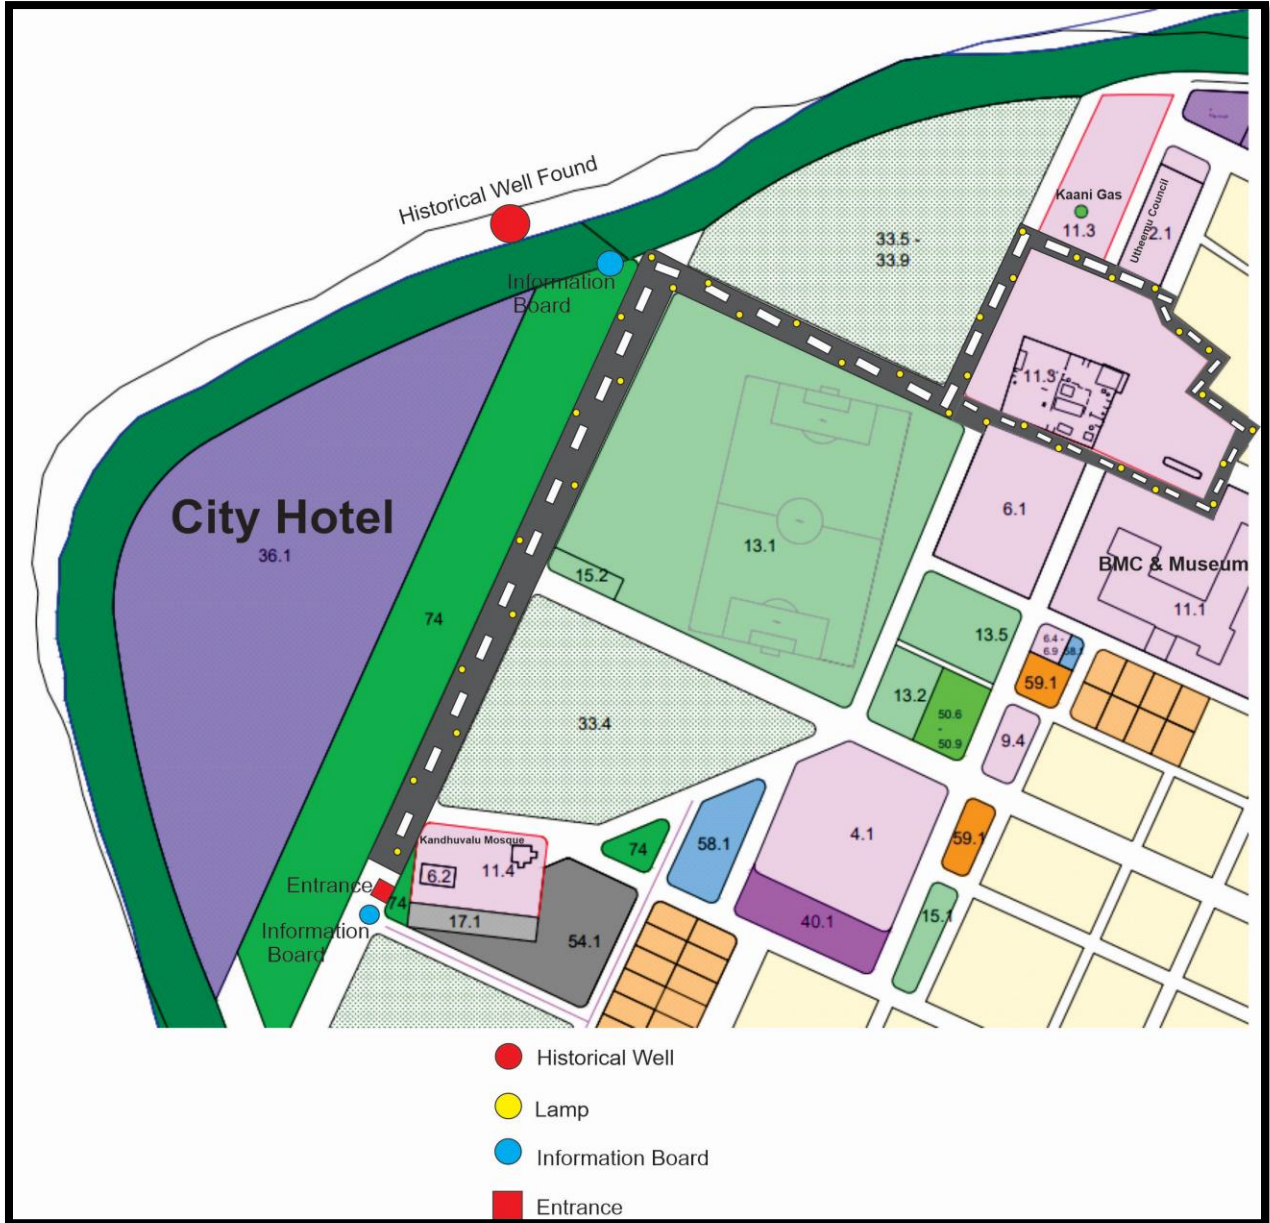 Historical Well Found
Kaani Gas
11.3
Utheemu Council
2.1
33.5 -
33.9
Information
Board
11.3
City Hotel
36.1
6.1
13.1
BMC & Museum
11.1
15.2
74
13.5
6.4 -
6.9
58.1
59.1
13.2
50.6
-
50.9
33.4
9.4
4.1
59.1
58.1
74
Kandhuvalu Mosque
6.2
11.4
Entrance
74
17.1
40.1
15.1
Information
Board
54.1
Historical Well
Lamp
Information Board
Entrance